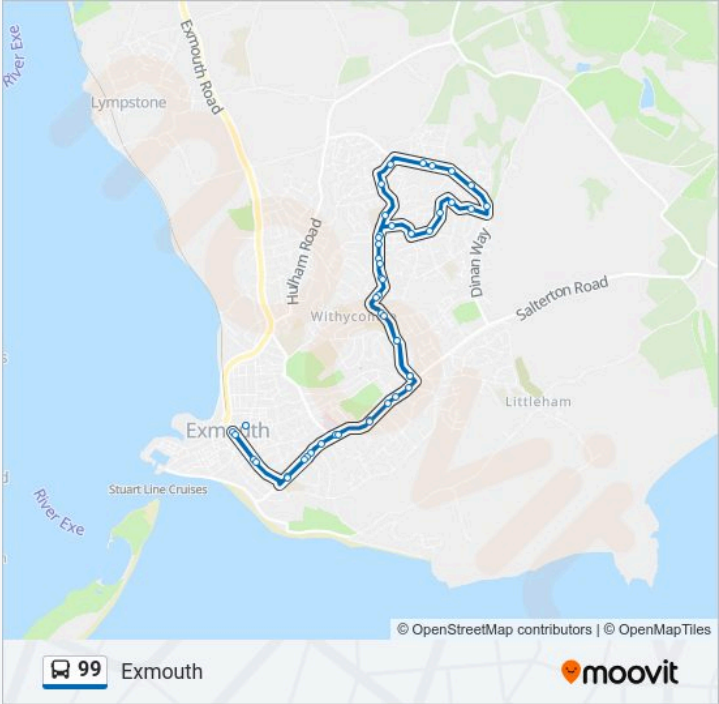 River Exe
Exmouth Road
Lympstone
Hulham Road
Dinan Way
Salterton Road
Withycom
Littleham
Exmouth
Stuart Line Cruises
River Exe
© OpenStreetMap contributors | © OpenMapTiles
99 Exmouth
moovit